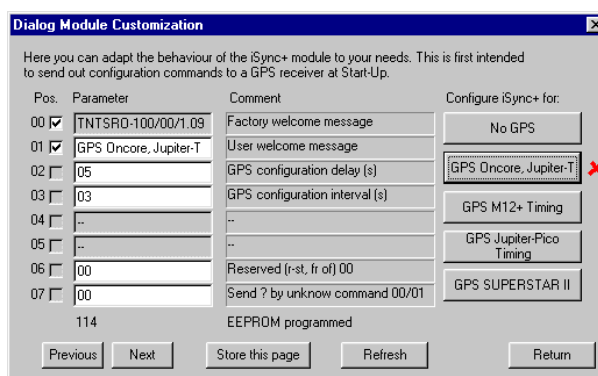 Dialog Module Customization
Here you can adapt the behaviour of the iSync+ module to your needs. This is first intended
to send out configuration commands to a GPS receiver at Start-Up.
Pos. Parameter Comment Configure iSync+ for:
00 TNTSRO-100/00/1.09 Factory welcome message No GPS
01 GPS Oncore, Jupiter-T User welcome message
02 05 GPS configuration delay (s) GPS Oncore, Jupiter-T
03 03 GPS configuration interval (s) GPS M12+ Timing
04 -- --
05 -- -- GPS Jupiter-Pico
Timing
06 00 Reserved (r-st, fr of) 00 GPS SUPERSTAR II
07 00 Send ? by unknow command 00/01
114 EEPROM programmed
Previous Next Store this page Refresh Return